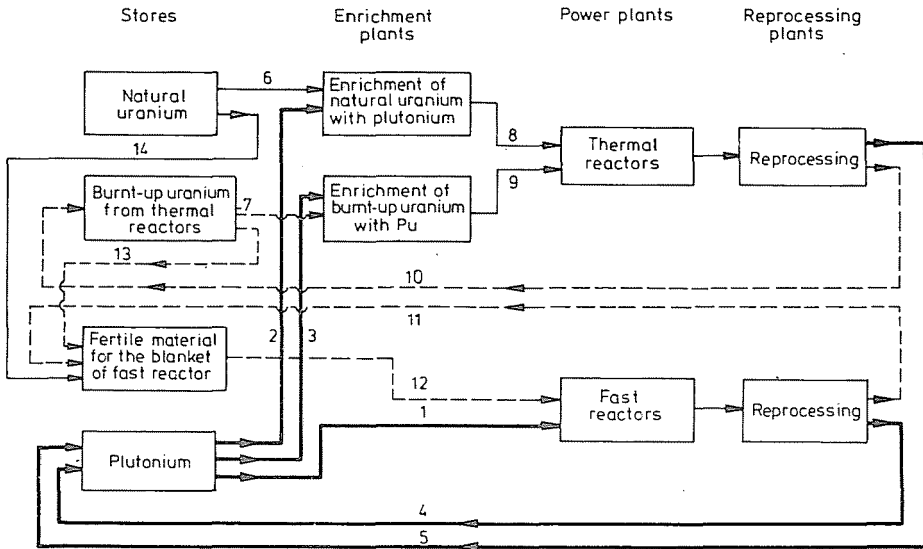 Stores
Enrichment
plants
Power plants
Reprocessing
plants
Natural
uranium
6
14
Enrichment of
natural uranium
with plutonium
8
Thermal
reactors
Reprocessing
Burnt-up uranium
from thermal
reactors
7
Enrichment of
burnt-up uranium
with Pu
9
13
10
11
2
3
Fertile material
for the blanket
of fast reactor
12
1
Fast
reactors
Reprocessing
Plutonium
4
5